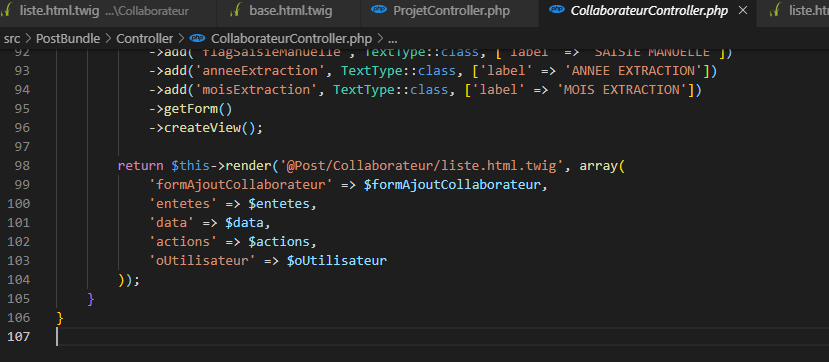 liste.html.twig ...\Collaborateur base.html.twig ProjetController.php CollaborateurController.php × liste.ht
src > PostBundle > Controller > CollaborateurController.php > ...
92 ->add('flagSaisieManuelle', TextType::class, ['label' => 'SAISIE MANUELLE'])
93 ->add('anneeExtraction', TextType::class, ['label' => 'ANNEE EXTRACTION'])
94 ->add('moisExtraction', TextType::class, ['label' => 'MOIS EXTRACTION'])
95 ->getForm()
96 ->createView();
97
98 return $this->render('@Post/Collaborateur/liste.html.twig', array(
99 'formAjoutCollaborateur' => $formAjoutCollaborateur,
100 'entetes' => $entetes,
101 'data' => $data,
102 'actions' => $actions,
103 'oUtilisateur' => $oUtilisateur
104 ));
105 }
106 }
107